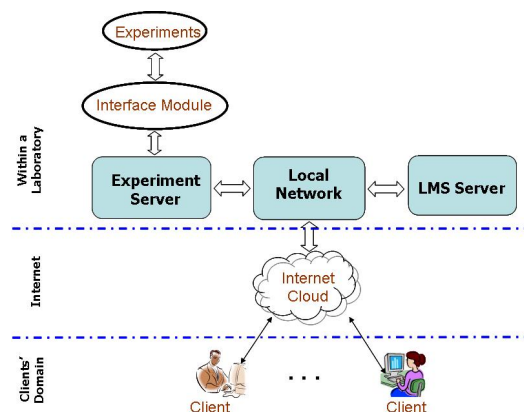 Experiments
Interface Module
Within a
Laboratory
Experiment
Server
Local
Network
LMS Server
Internet
Internet
Cloud
Clients'
Domain
. . .
Client
Client